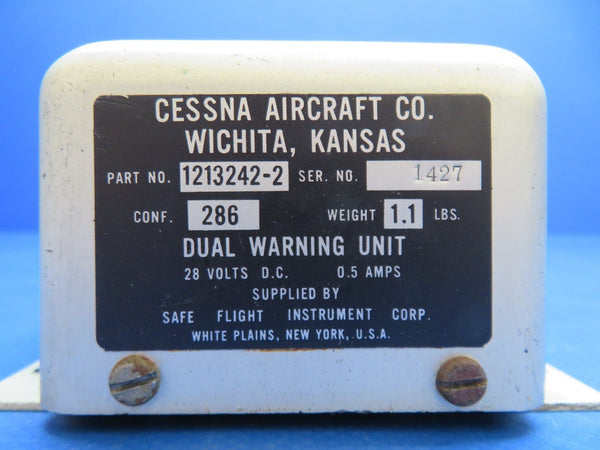 CESSNA AIRCRAFT CO.
WICHITA, KANSAS
PART NO. 1213242-2 SER. NO. 1427
CONF. 286 WEIGHT 1.1 LBS.
DUAL WARNING UNIT
28 VOLTS D.C. 0.5 AMPS
SUPPLIED BY
SAFE FLIGHT INSTRUMENT CORP.
WHITE PLAINS, NEW YORK, U.S.A.